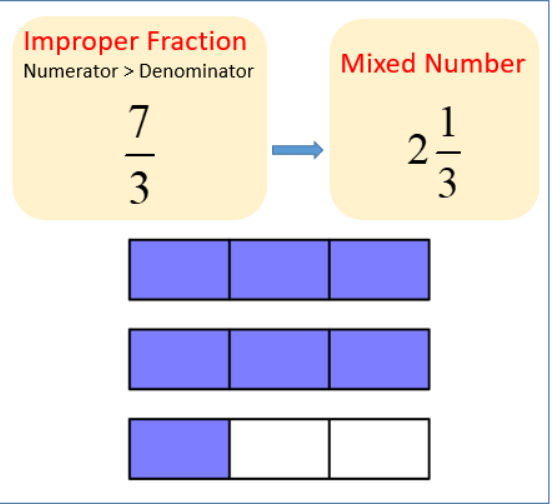 Improper Fraction
Numerator > Denominator
7
3
Mixed Number
2 1
3